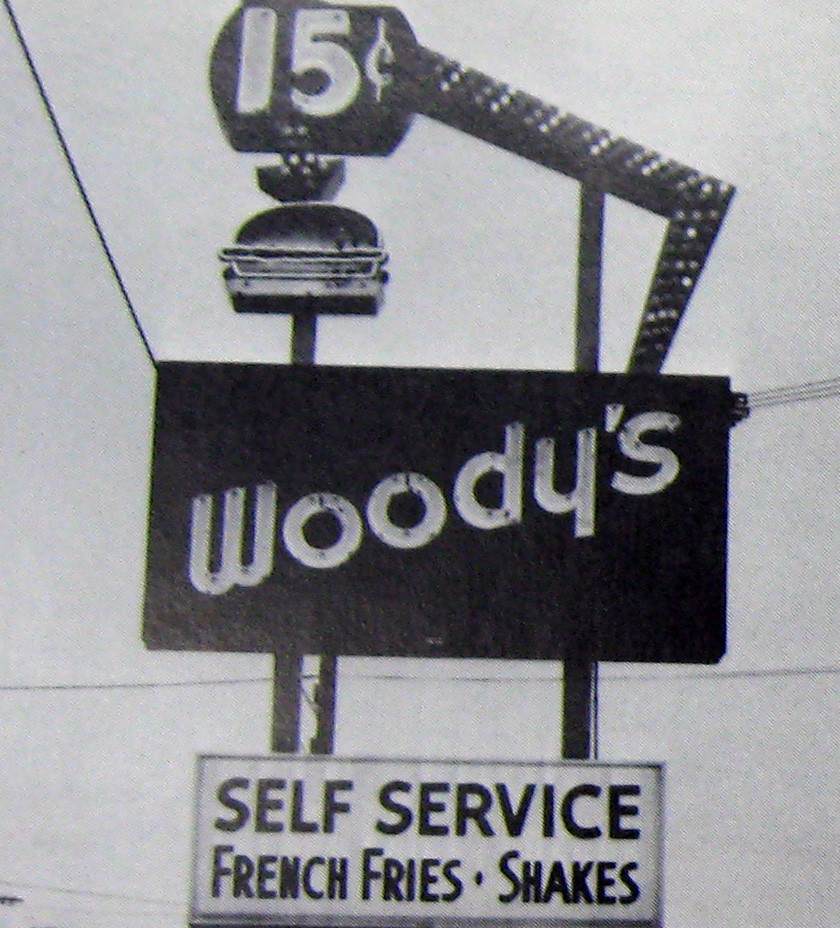 15¢
Woody's
SELF SERVICE
FRENCH FRIES · SHAKES